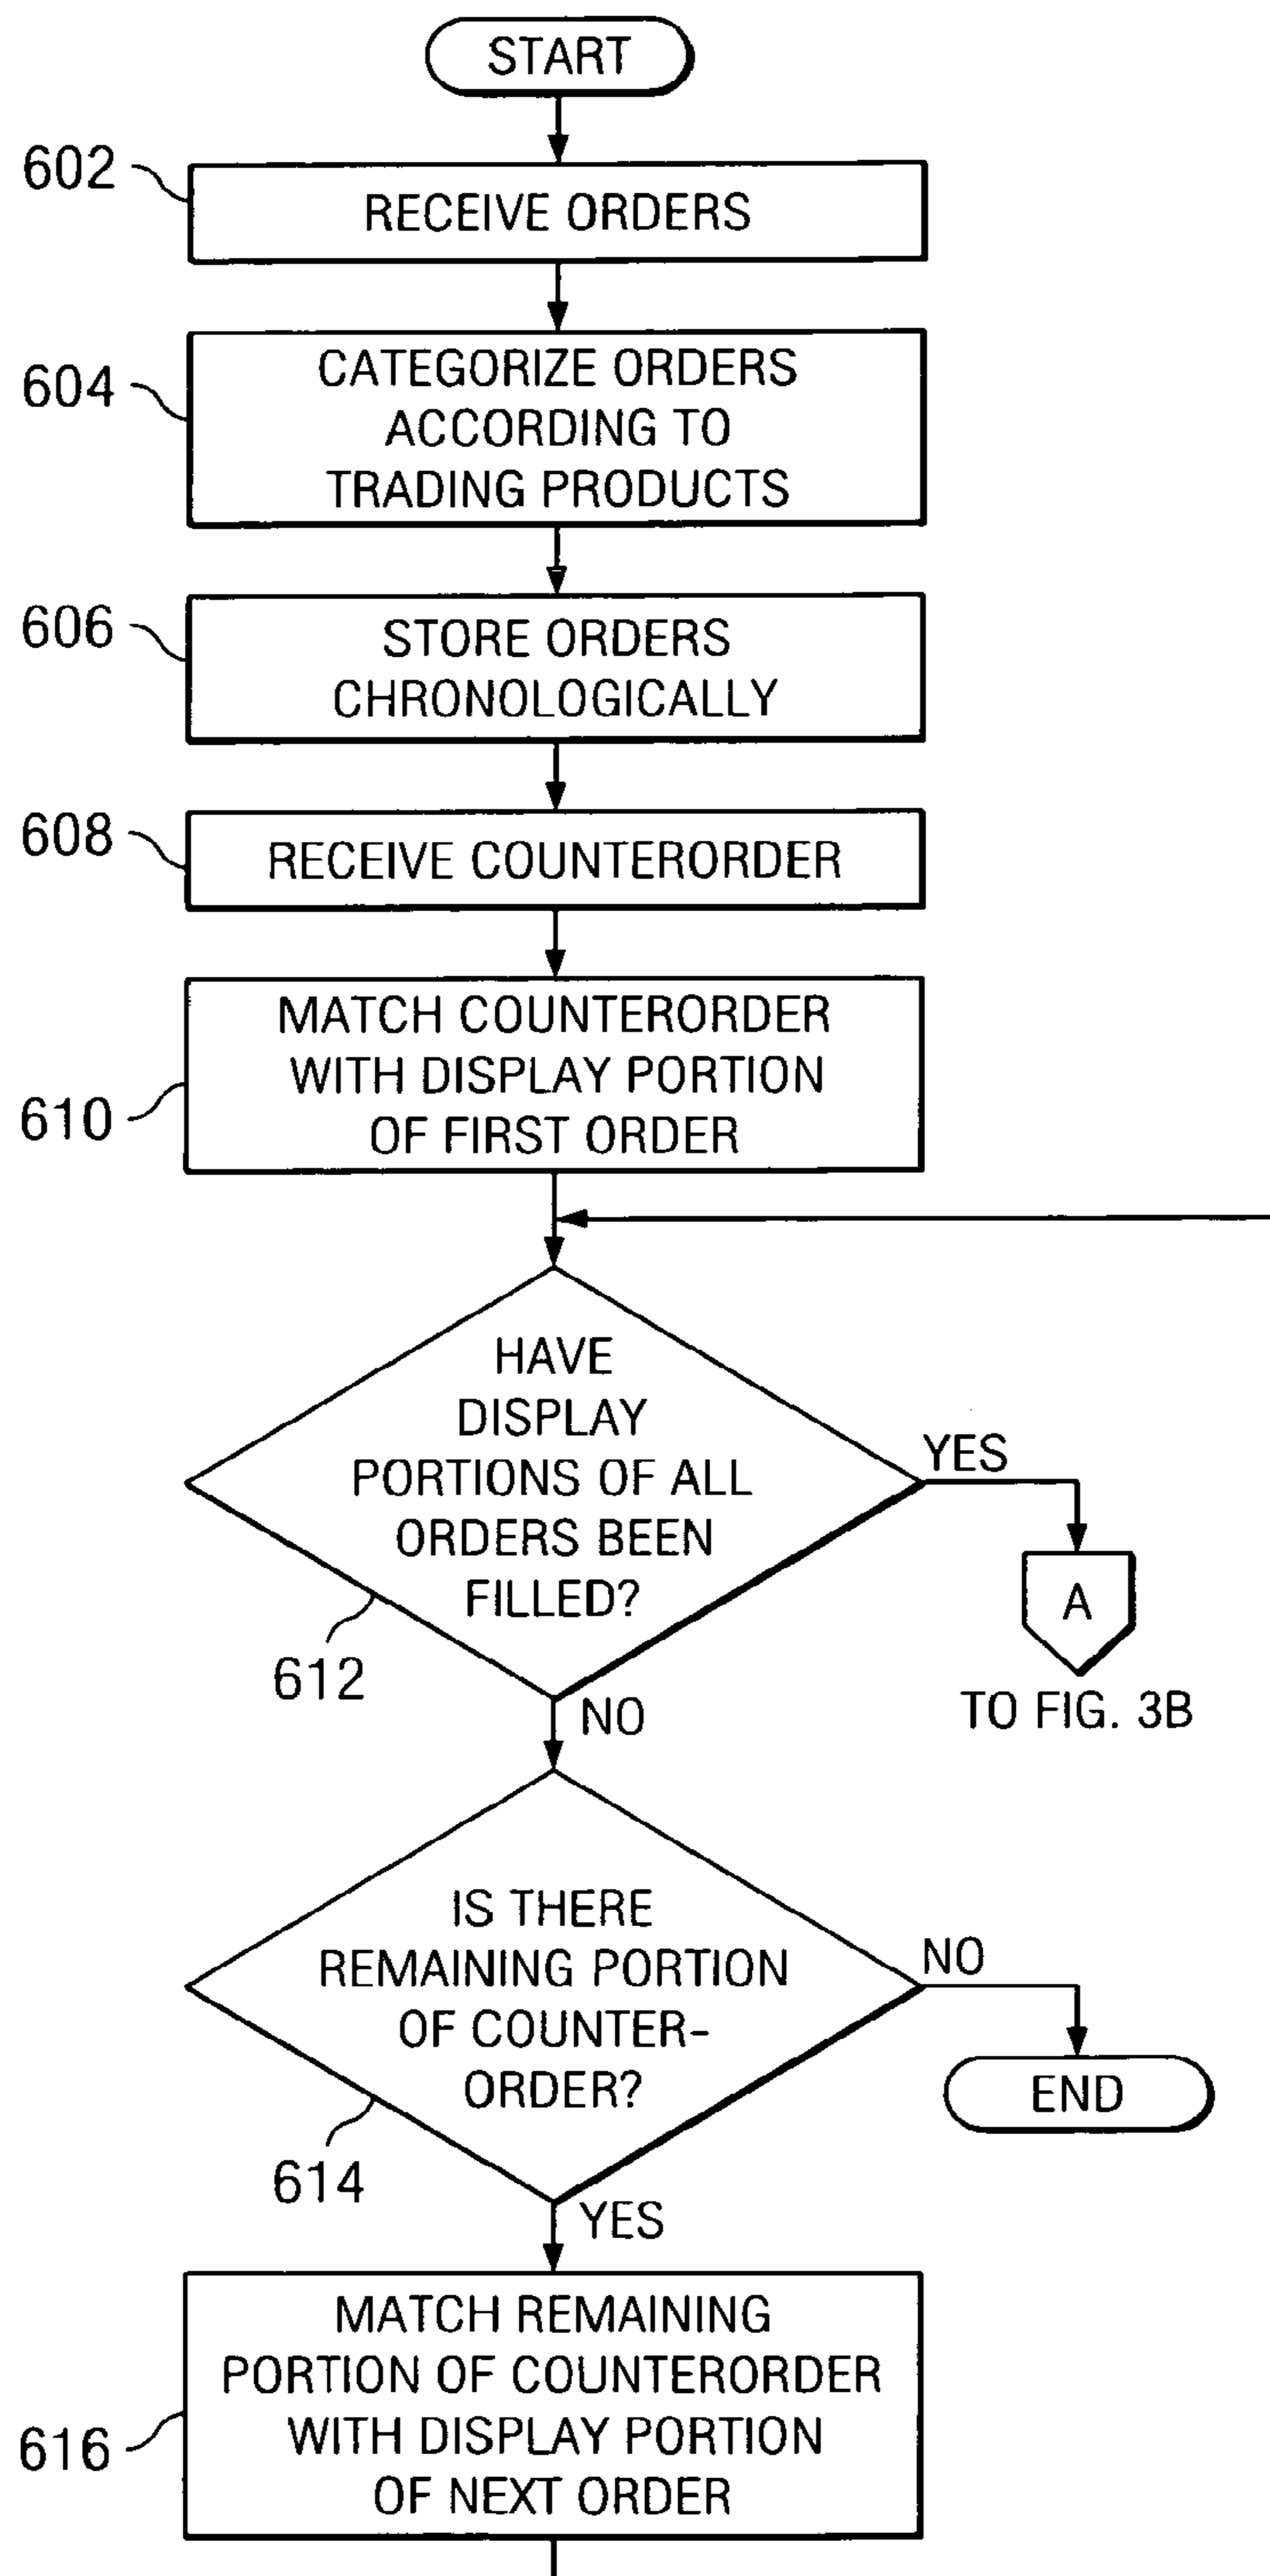 START
602
RECEIVE ORDERS
604
CATEGORIZE ORDERS
ACCORDING TO
TRADING PRODUCTS
606
STORE ORDERS
CHRONOLOGICALLY
608
RECEIVE COUNTERORDER
610
MATCH COUNTERORDER
WITH DISPLAY PORTION
OF FIRST ORDER
HAVE
DISPLAY
PORTIONS OF ALL
ORDERS BEEN
FILLED?
612
YES
A
TO FIG. 3B
NO
IS THERE
REMAINING PORTION
OF COUNTER-
ORDER?
614
NO
END
YES
616
MATCH REMAINING
PORTION OF COUNTERORDER
WITH DISPLAY PORTION
OF NEXT ORDER